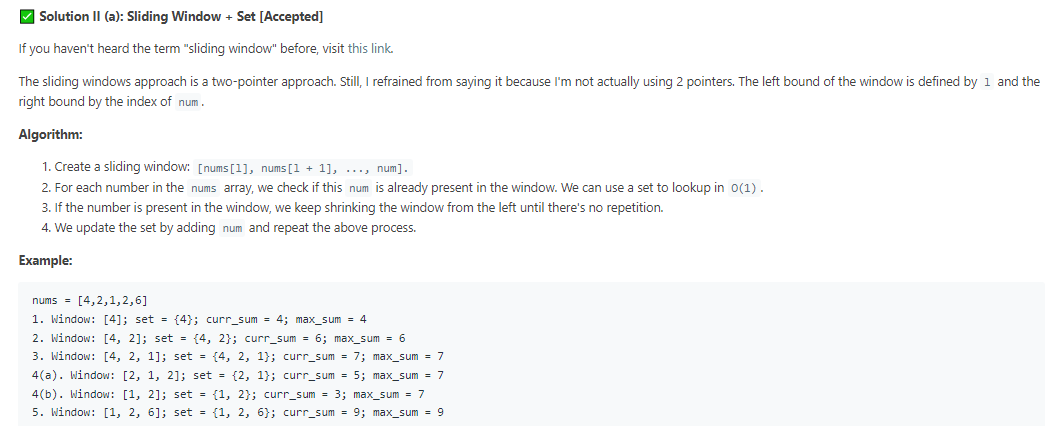 ✅ Solution II (a): Sliding Window + Set [Accepted]
If you haven't heard the term "sliding window" before, visit this link.
The sliding windows approach is a two-pointer approach. Still, I refrained from saying it because I'm not actually using 2 pointers. The left bound of the window is defined by l and the
right bound by the index of num.
Algorithm:
1. Create a sliding window: [nums[l], nums[l + 1], ..., num].
2. For each number in the nums array, we check if this num is already present in the window. We can use a set to lookup in O(1).
3. If the number is present in the window, we keep shrinking the window from the left until there's no repetition.
4. We update the set by adding num and repeat the above process.
Example:
nums = [4,2,1,2,6]
1. Window: [4]; set = {4}; curr_sum = 4; max_sum = 4
2. Window: [4, 2]; set = {4, 2}; curr_sum = 6; max_sum = 6
3. Window: [4, 2, 1]; set = {4, 2, 1}; curr_sum = 7; max_sum = 7
4(a). Window: [2, 1, 2]; set = {2, 1}; curr_sum = 5; max_sum = 7
4(b). Window: [1, 2]; set = {1, 2}; curr_sum = 3; max_sum = 7
5. Window: [1, 2, 6]; set = {1, 2, 6}; curr_sum = 9; max_sum = 9